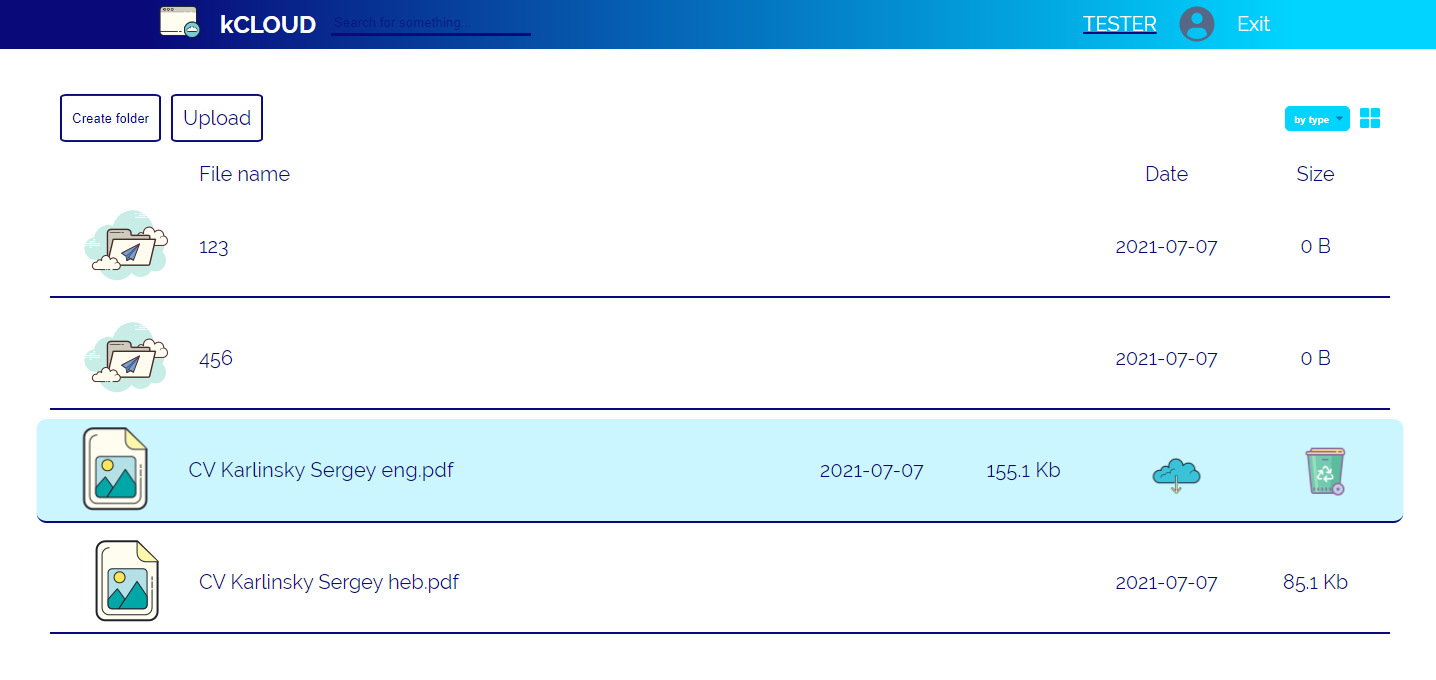 kCLOUD Search for something... TESTER Exit
Create folder Upload by type
File name Date Size
123 2021-07-07 0 B
456 2021-07-07 0 B
CV Karlinsky Sergey eng.pdf 2021-07-07 155.1 Kb
CV Karlinsky Sergey heb.pdf 2021-07-07 85.1 Kb